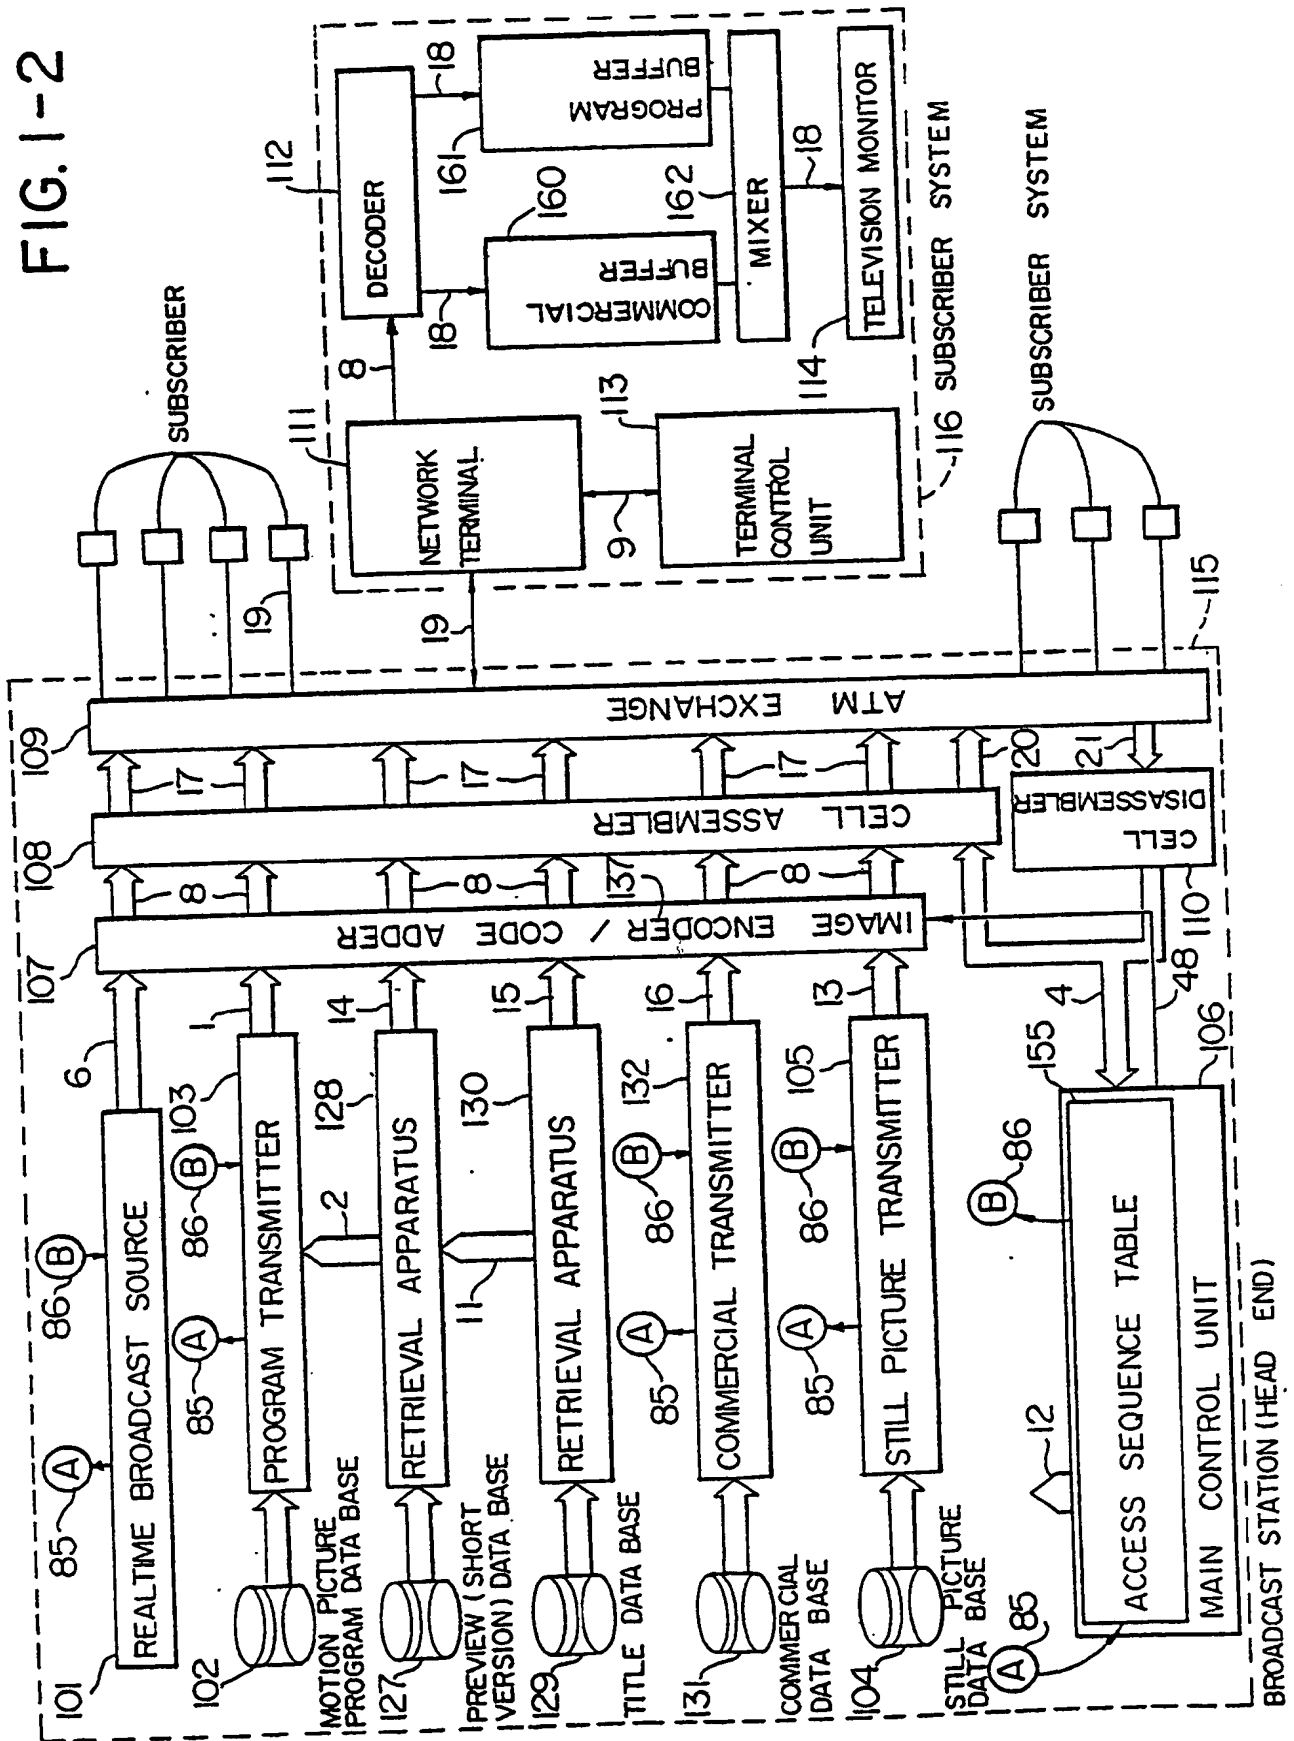 FIG. 1-2
101
85
A
86
B
REALTIME BROADCAST SOURCE
6
107
108
109
8
17
19
SUBSCRIBER
102
MOTION PICTURE
PROGRAM DATA BASE
85
A
86
B
103
PROGRAM TRANSMITTER
1
2
127
PREVIEW (SHORT
VERSION) DATA BASE
128
RETRIEVAL APPARATUS
14
11
8
17
129
TITLE DATA BASE
130
RETRIEVAL APPARATUS
15
137
131
COMMERCIAL
DATA BASE
85
A
86
B
132
COMMERCIAL TRANSMITTER
16
8
17
104
STILL PICTURE
DATA BASE
85
A
86
B
105
STILL PICTURE TRANSMITTER
13
IMAGE ENCODER / CODE ADDER
CELL ASSEMBLER
ATM EXCHANGE
20
21
CELL
DISASSEMBLER
110
4
48
85
A
12
86
B
155
106
ACCESS SEQUENCE TABLE
MAIN CONTROL UNIT
BROADCAST STATION (HEAD END)
115
19
111
NETWORK
TERMINAL
8
112
DECODER
18
18
9
113
TERMINAL
CONTROL
UNIT
160
COMMERCIAL
BUFFER
161
PROGRAM
BUFFER
162
MIXER
18
114
TELEVISION MONITOR
116 SUBSCRIBER SYSTEM
SUBSCRIBER SYSTEM